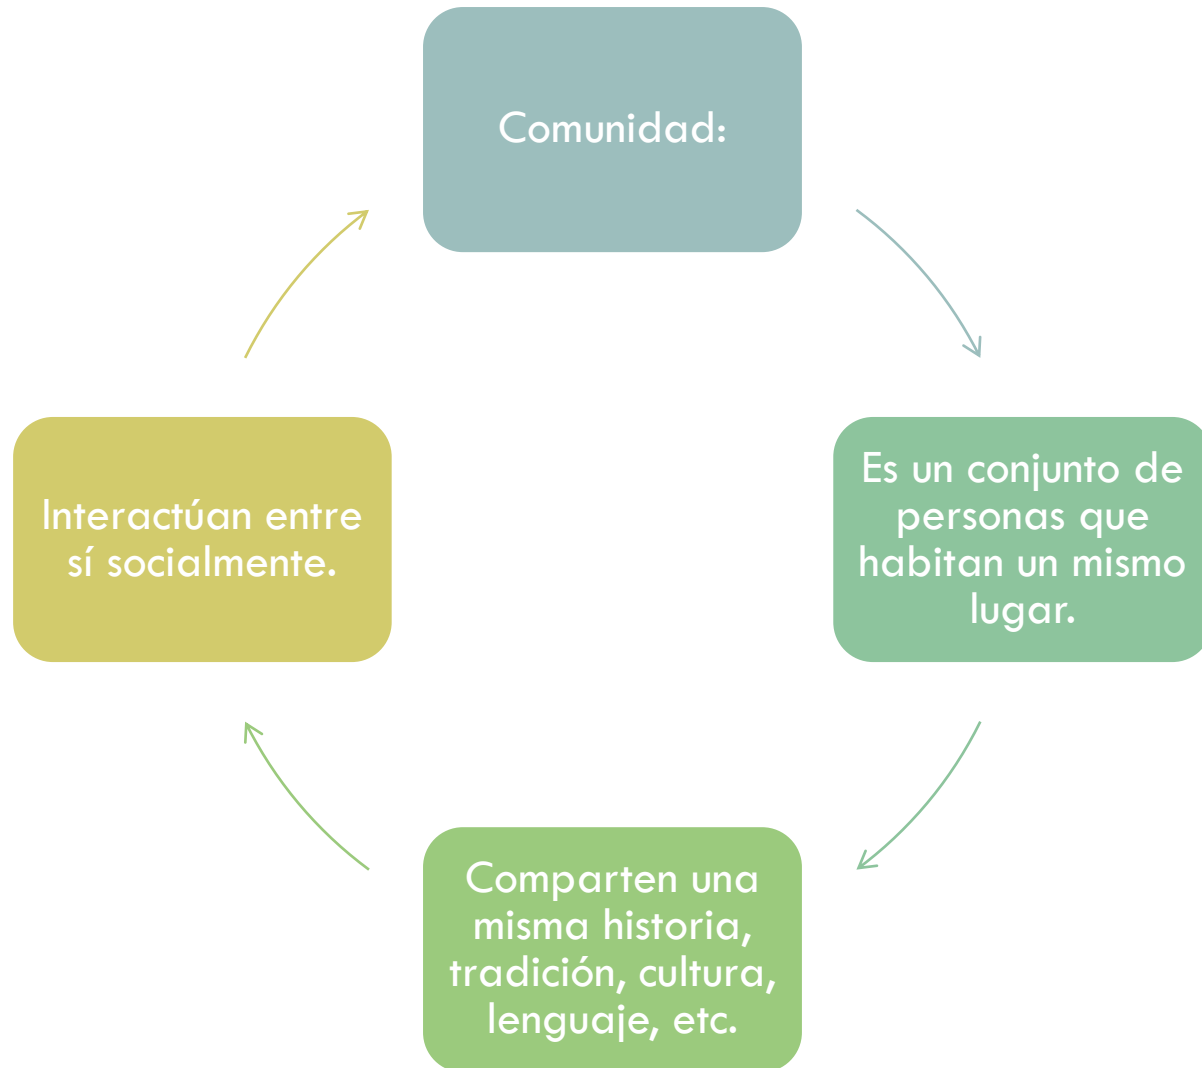 Comunidad:
Es un conjunto de
personas que
habitan un mismo
lugar.
Comparten una
misma historia,
tradición, cultura,
lenguaje, etc.
Interactúan entre
sí socialmente.